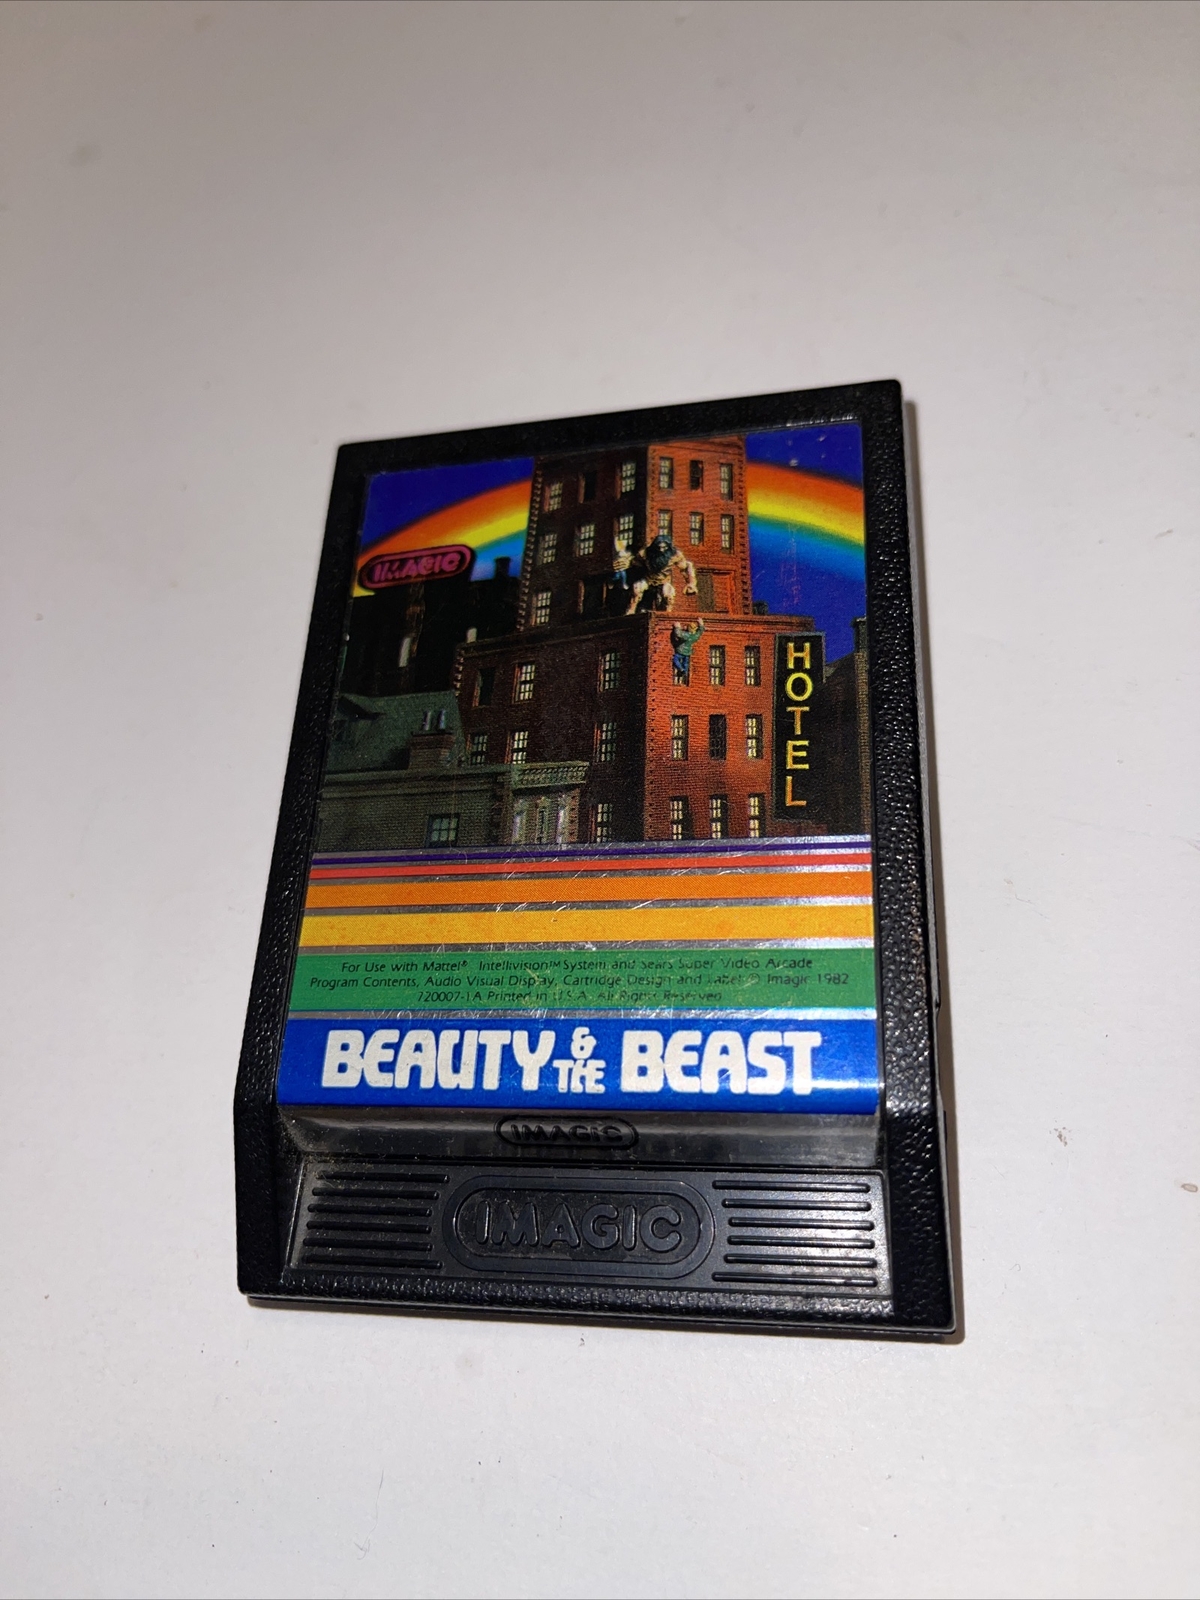 IMAGIC
HOTEL
For Use with Mattel® Intellivision™ System and Sears Super Video Arcade
Program Contents, Audio Visual Display, Cartridge Design and Label © Imagic 1982
720007-1A Printed in U.S.A. All Rights Reserved
BEAUTY & THE BEAST
IMAGIC
IMAGIC